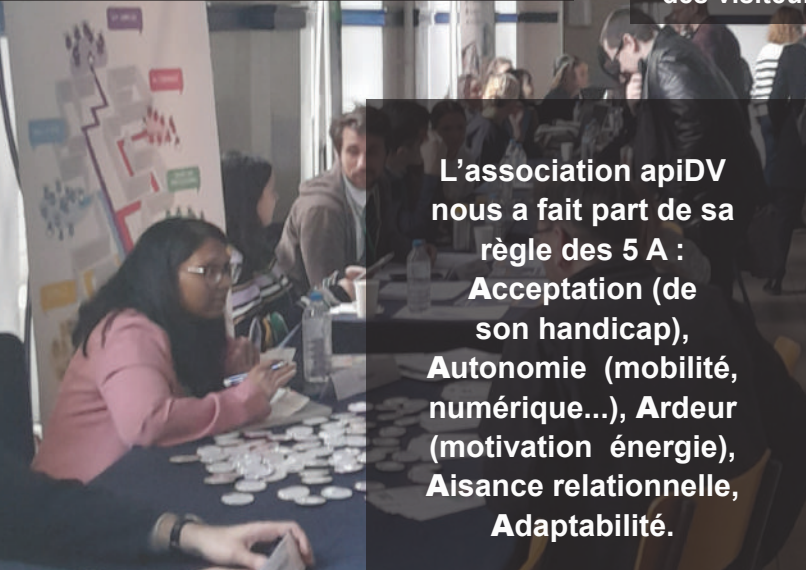 L’association apiDV
nous a fait part de sa
règle des 5 A :
Acceptation (de
son handicap),
Autonomie (mobilité,
numérique...), Ardeur
(motivation énergie),
Aisance relationnelle,
Adaptabilité.